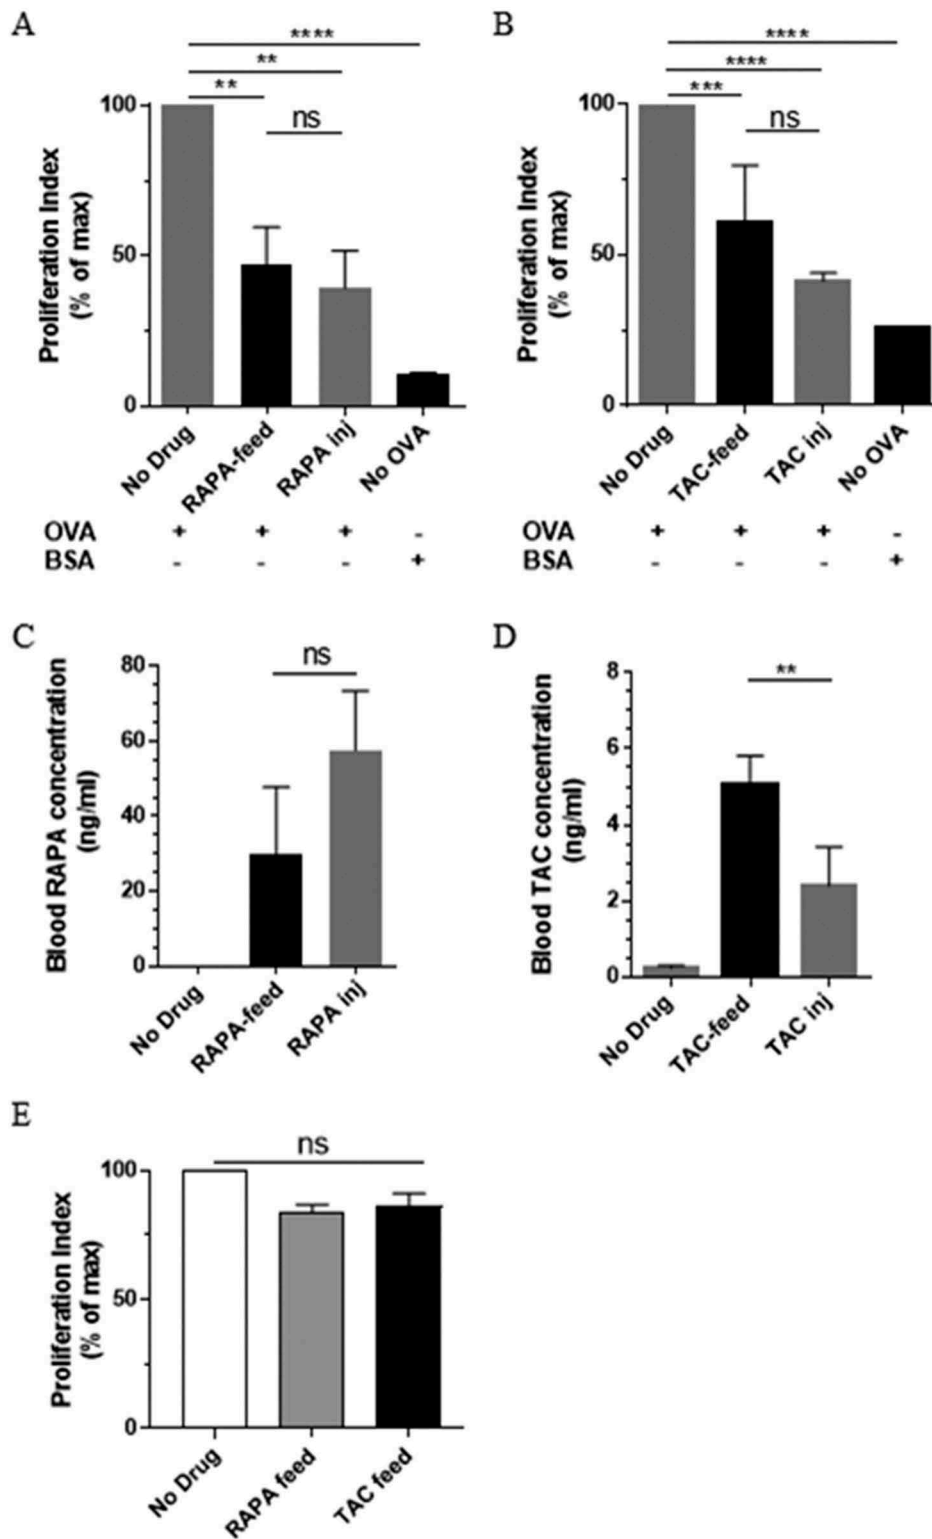 A
****
**
**
ns
100
50
0
Proliferation Index
(% of max)
No Drug
RAPA-feed
RAPA inj
No OVA
OVA + + + -
BSA - - - +
B
****
****
***
ns
100
50
0
Proliferation Index
(% of max)
No Drug
TAC-feed
TAC inj
No OVA
OVA + + + -
BSA - - - +
C
ns
80
60
40
20
0
Blood RAPA concentration
(ng/ml)
No Drug
RAPA-feed
RAPA inj
D
**
8
6
4
2
0
Blood TAC concentration
(ng/ml)
No Drug
TAC-feed
TAC inj
E
ns
100
50
0
Proliferation Index
(% of max)
No Drug
RAPA feed
TAC feed